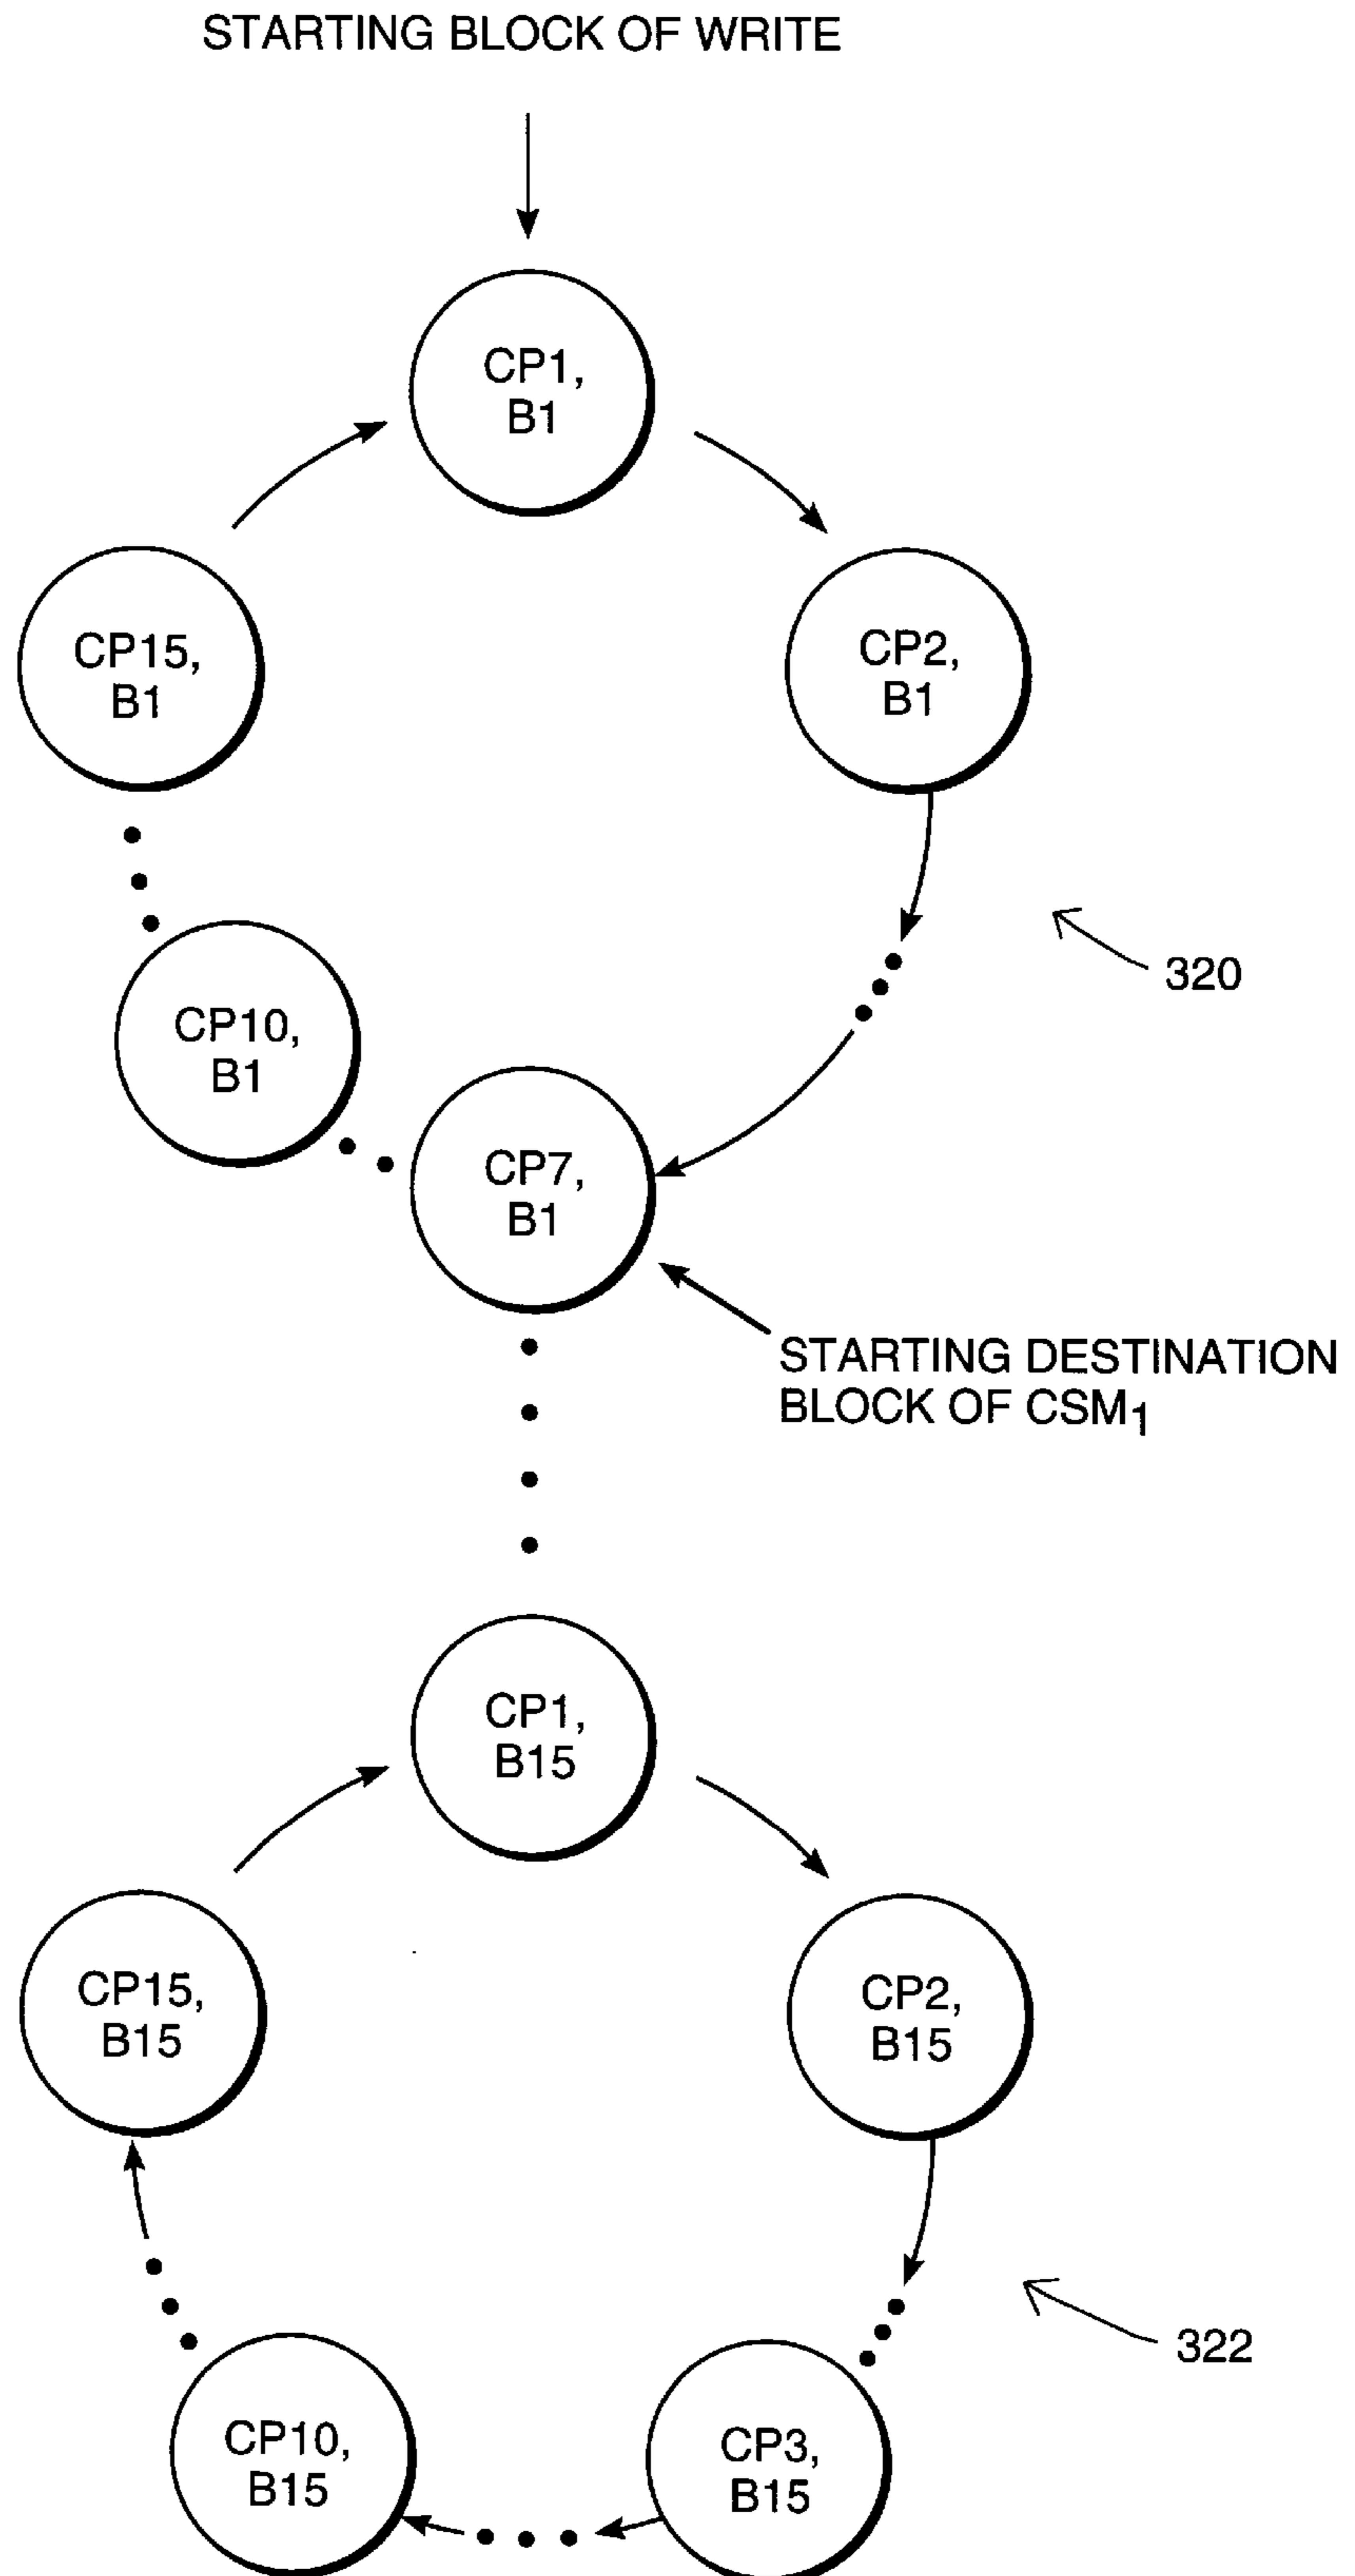 STARTING BLOCK OF WRITE
CP1,
B1
CP15,
B1
CP2,
B1
320
CP10,
B1
CP7,
B1
STARTING DESTINATION
BLOCK OF CSM₁
CP1,
B15
CP15,
B15
CP2,
B15
322
CP10,
B15
CP3,
B15